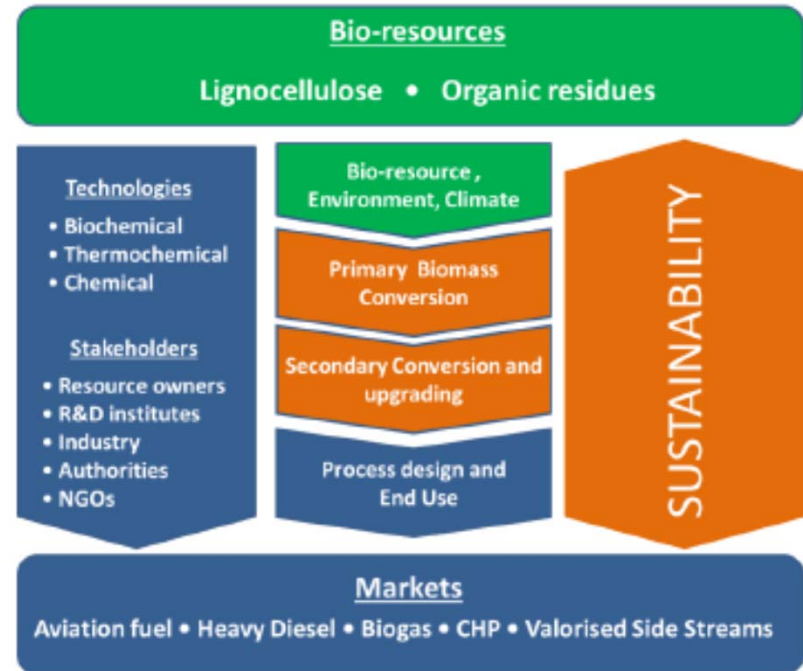 Bio-resources
Lignocellulose • Organic residues
Technologies
• Biochemical
• Thermochemical
• Chemical
Stakeholders
• Resource owners
• R&D institutes
• Industry
• Authorities
• NGOs
Bio-resource ,
Environment, Climate
Primary Biomass
Conversion
Secondary Conversion and
upgrading
Process design and
End Use
SUSTAINABILITY
Markets
Aviation fuel • Heavy Diesel • Biogas • CHP • Valorised Side Streams